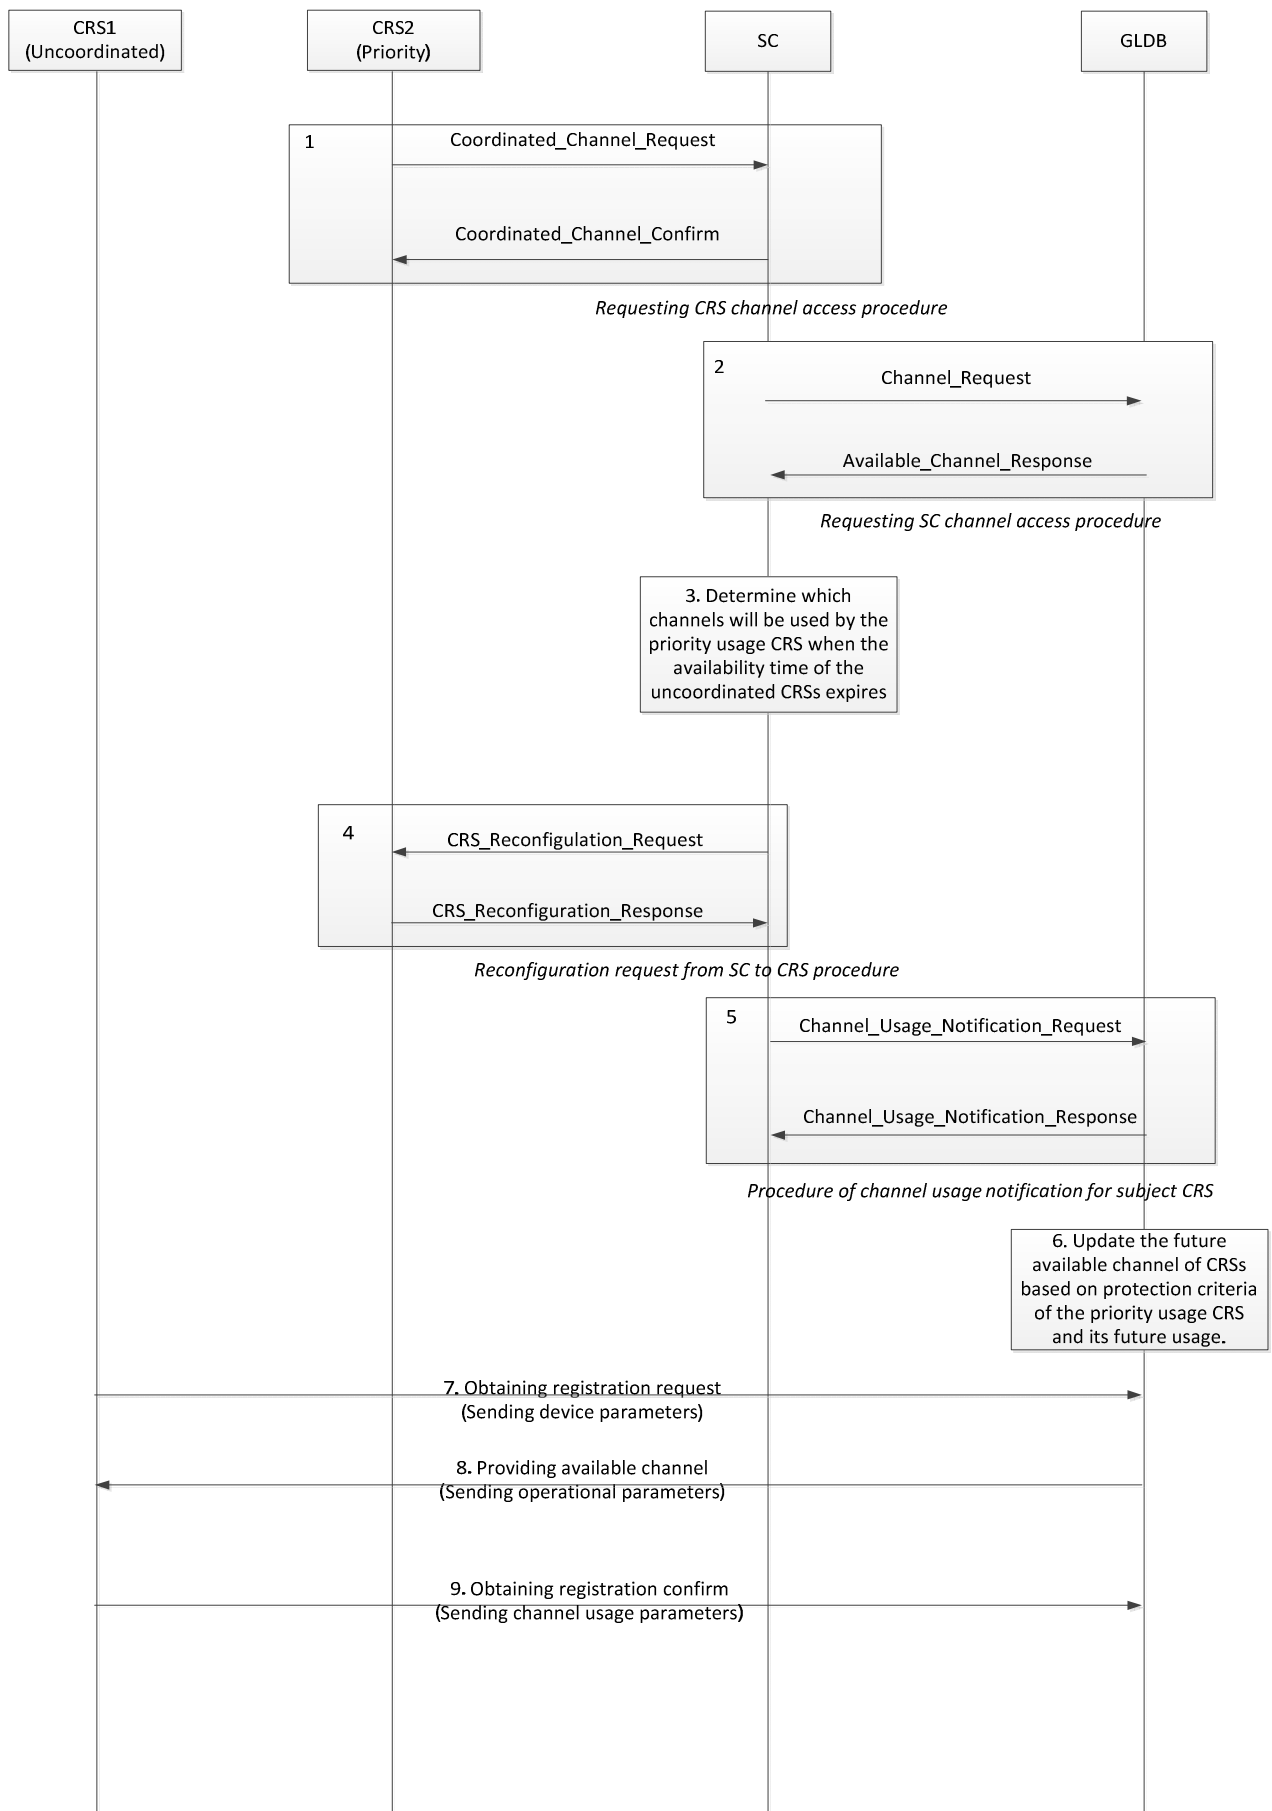 CRS1
(Uncoordinated)
CRS2
(Priority)
SC
GLDB
1
Coordinated_Channel_Request
Coordinated_Channel_Confirm
Requesting CRS channel access procedure
2
Channel_Request
Available_Channel_Response
Requesting SC channel access procedure
3. Determine which
channels will be used by the
priority usage CRS when the
availability time of the
uncoordinated CRSs expires
4
CRS_Reconfigulation_Request
CRS_Reconfiguration_Response
Reconfiguration request from SC to CRS procedure
5
Channel_Usage_Notification_Request
Channel_Usage_Notification_Response
Procedure of channel usage notification for subject CRS
6. Update the future
available channel of CRSs
based on protection criteria
of the priority usage CRS
and its future usage.
7. Obtaining registration request
(Sending device parameters)
8. Providing available channel
(Sending operational parameters)
9. Obtaining registration confirm
(Sending channel usage parameters)